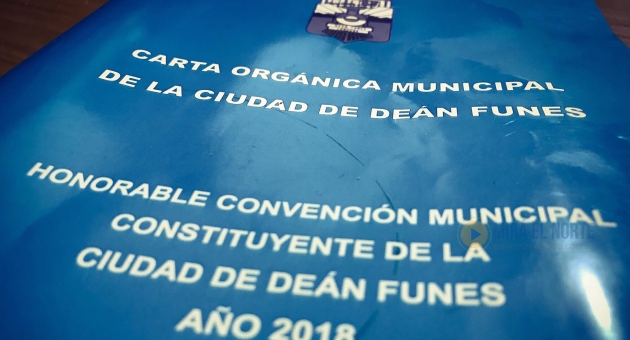 CARTA ORGÁNICA MUNICIPAL
DE LA CIUDAD DE DEÁN FUNES
HONORABLE CONVENCIÓN MUNICIPAL
CONSTITUYENTE DE LA
CIUDAD DE DEÁN FUNES
AÑO 2018